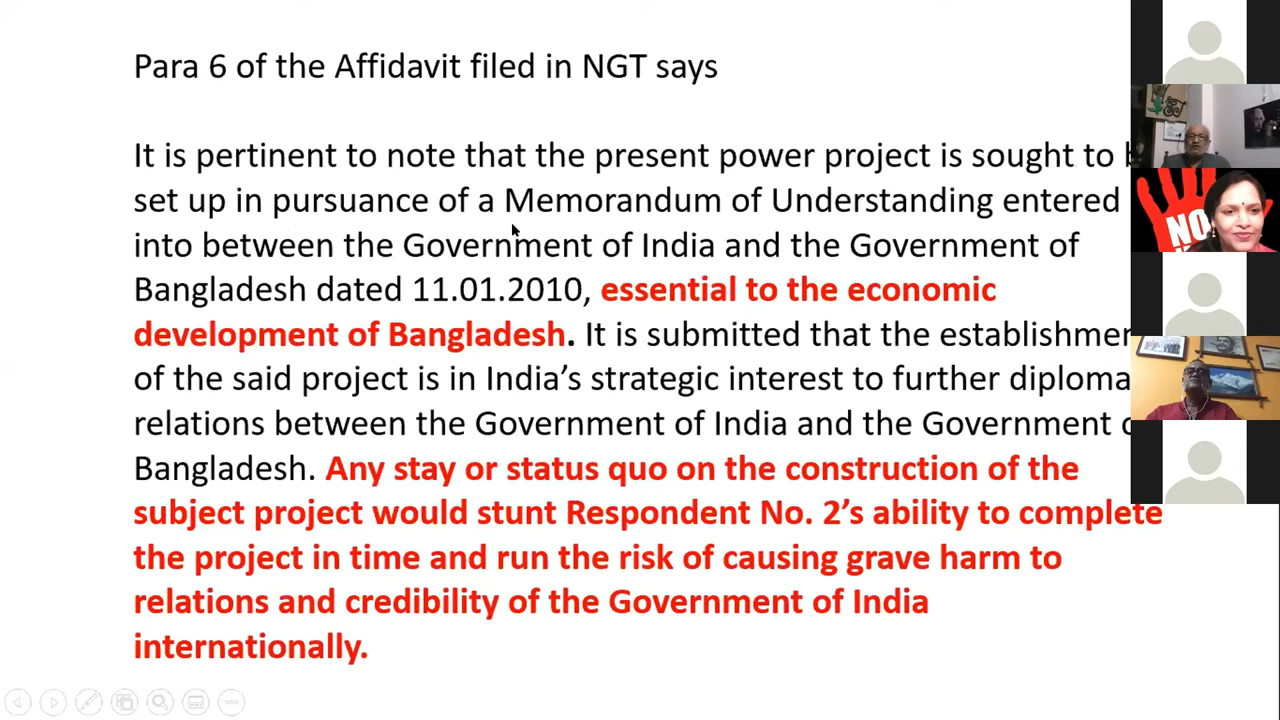 Para 6 of the Affidavit filed in NGT says
It is pertinent to note that the present power project is sought to
set up in pursuance of a Memorandum of Understanding entered
into between the Government of India and the Government of
Bangladesh dated 11.01.2010, essential to the economic
development of Bangladesh. It is submitted that the establishmen
of the said project is in India’s strategic interest to further diploma
relations between the Government of India and the Government
Bangladesh. Any stay or status quo on the construction of the
subject project would stunt Respondent No. 2’s ability to complete
the project in time and run the risk of causing grave harm to
relations and credibility of the Government of India
internationally.
NO